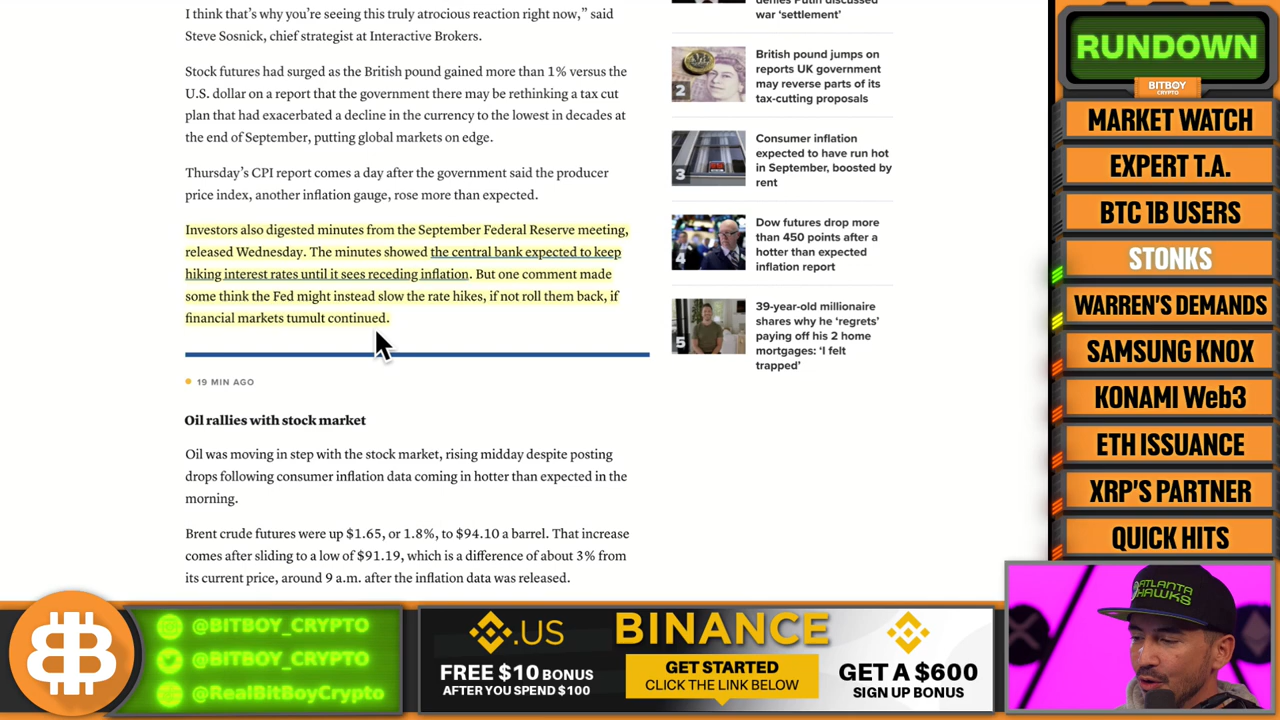 I think that's why you're seeing this truly atrocious reaction right now,” said
Steve Sosnick, chief strategist at Interactive Brokers.
Stock futures had surged as the British pound gained more than 1% versus the
U.S. dollar on a report that the government there may be rethinking a tax cut
plan that had exacerbated a decline in the currency to the lowest in decades at
the end of September, putting global markets on edge.
Thursday's CPI report comes a day after the government said the producer
price index, another inflation gauge, rose more than expected.
Investors also digested minutes from the September Federal Reserve meeting,
released Wednesday. The minutes showed the central bank expected to keep
hiking interest rates until it sees receding inflation. But one comment made
some think the Fed might instead slow the rate hikes, if not roll them back, if
financial markets tumult continued.
19 MIN AGO
Oil rallies with stock market
Oil was moving in step with the stock market, rising midday despite posting
drops following consumer inflation data coming in hotter than expected in the
morning.
Brent crude futures were up $1.65, or 1.8%, to $94.10 a barrel. That increase
comes after sliding to a low of $91.19, which is a difference of about 3% from
its current price, around 9 a.m. after the inflation data was released.
denies Putin discussed
war ‘settlement’
2
British pound jumps on
reports UK government
may reverse parts of its
tax-cutting proposals
3
Consumer inflation
expected to have run hot
in September, boosted by
rent
4
Dow futures drop more
than 450 points after a
hotter than expected
inflation report
5
39-year-old millionaire
shares why he ‘regrets’
paying off his 2 home
mortgages: ‘I felt
trapped’
RUNDOWN
BITBOY
CRYPTO
MARKET WATCH
EXPERT T.A.
BTC 1B USERS
STONKS
WARREN'S DEMANDS
SAMSUNG KNOX
KONAMI Web3
ETH ISSUANCE
XRP'S PARTNER
QUICK HITS
ATLANTA
HAWKS
@BITBOY_CRYPTO
@BITBOY_CRYPTO
@RealBitBoyCrypto
.US
FREE $10 BONUS
AFTER YOU SPEND $100
BINANCE
GET STARTED
CLICK THE LINK BELOW
GET A $600
SIGN UP BONUS